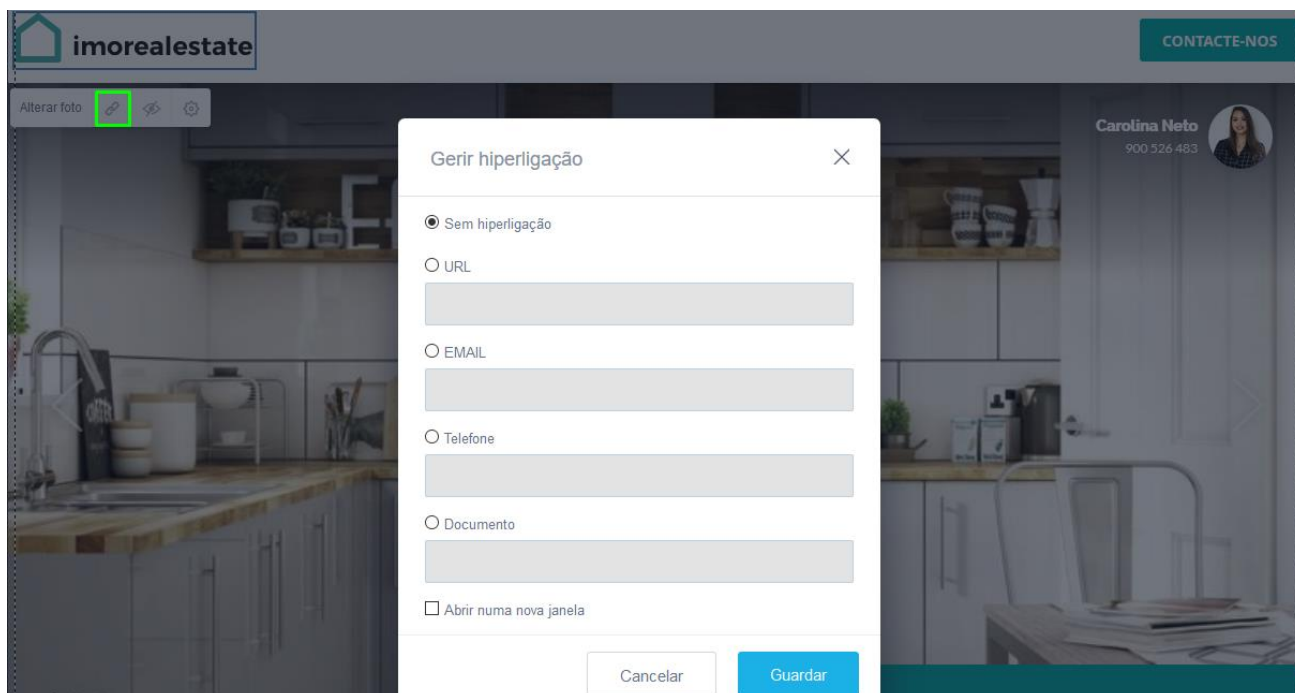 imorealestate
CONTACTE-NOS
Alterar foto
Carolina Neto
900 526 483
Gerir hiperligação
Sem hiperligação
URL
EMAIL
Telefone
Documento
Abrir numa nova janela
Cancelar
Guardar